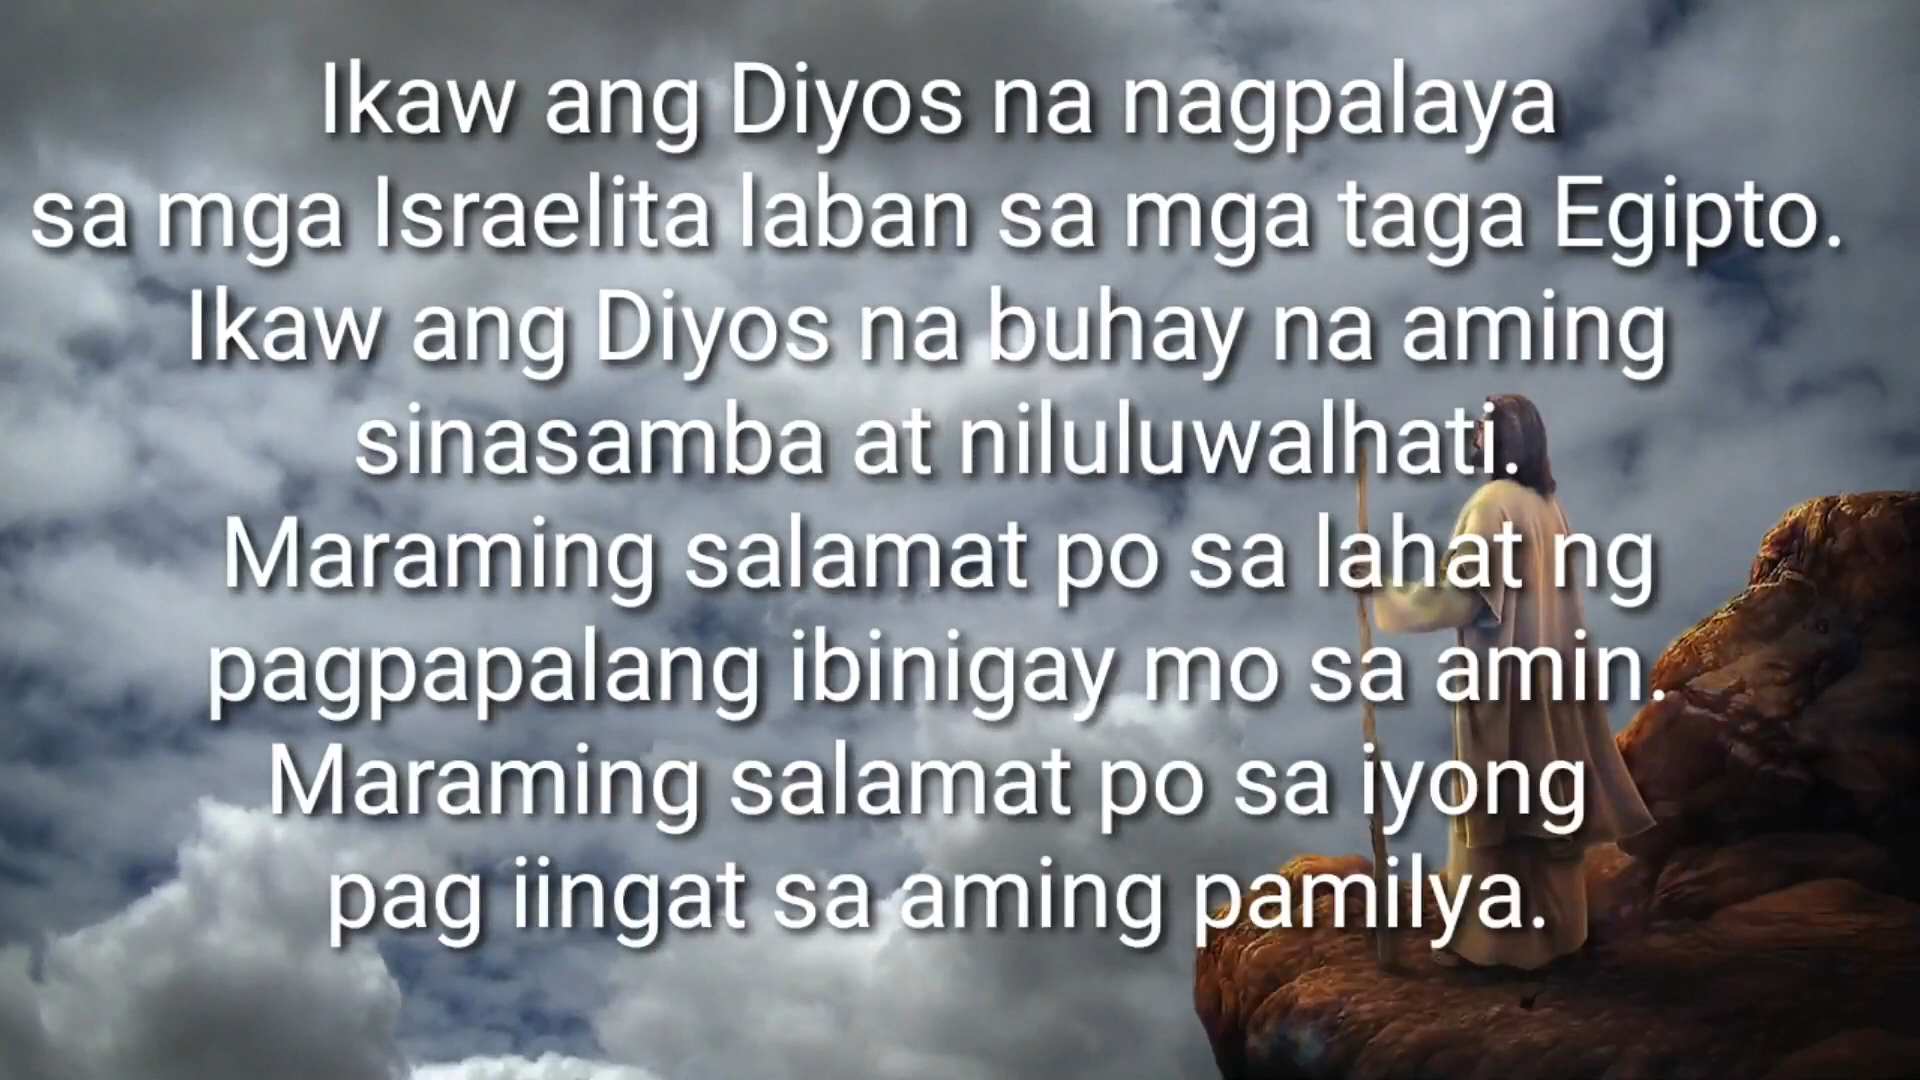 Ikaw ang Diyos na nagpalaya
sa mga Israelita laban sa mga taga Egipto.
Ikaw ang Diyos na buhay na aming
sinasamba at niluluwalhati.
Maraming salamat po sa lahat ng
pagpapalang ibinigay mo sa amin.
Maraming salamat po sa iyong
pag iingat sa aming pamilya.